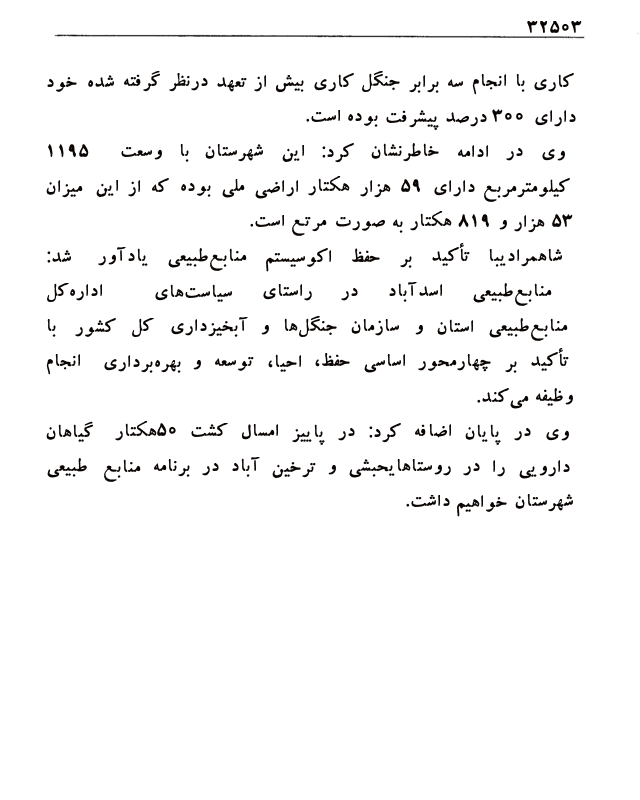 ۳۲۵۰۳
کاری با انجام سه برابر جنگل کاری بیش از تعهد درنظر گرفته شده خود
دارای ۳۰۰ درصد پیشرفت بوده است.
وی در ادامه خاطرنشان کرد: این شهرستان با وسعت ۱۱۹۵
کیلومترمربع دارای ۵۹ هزار هکتار اراضی ملی بوده که از این میزان
۵۳ هزار و ۸۱۹ هکتار به صورت مرتع است.
شاهمرادیبا تأکید بر حفظ اکوسیستم منابع‌طبیعی یادآور شد:
منابع‌طبیعی اسدآباد در راستای سیاست‌های اداره‌کل
منابع‌طبیعی استان و سازمان جنگل‌ها و آبخیزداری کل کشور با
تأکید بر چهارمحور اساسی حفظ، احیا، توسعه و بهره‌برداری انجام
وظیفه می‌کند.
وی در پایان اضافه کرد: در پاییز امسال کشت ۵۰هکتار گیاهان
دارویی را در روستاهایحبشی و ترخین آباد در برنامه منابع طبیعی
شهرستان خواهیم داشت.